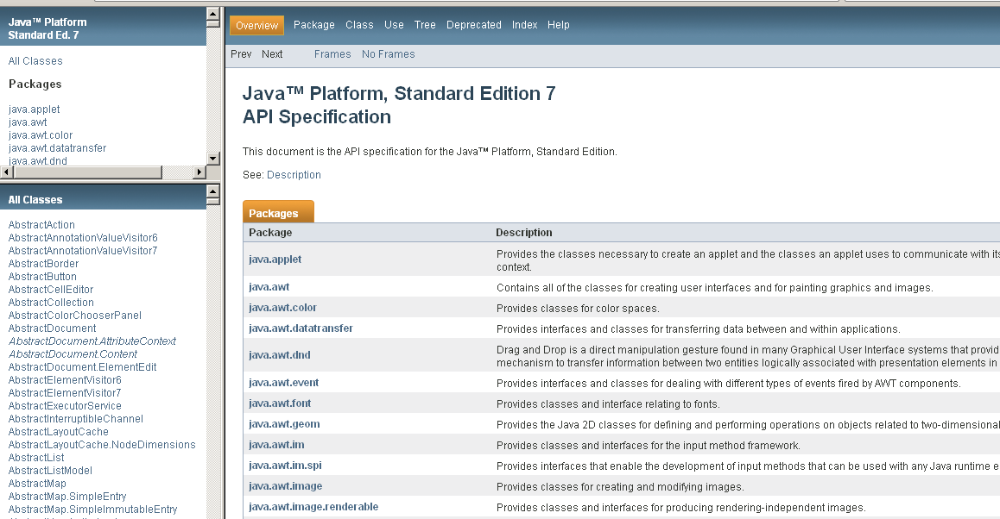 Java™ Platform
Standard Ed. 7
All Classes
Packages
java.applet
java.awt
java.awt.color
java.awt.datatransfer
java.awt.dnd
All Classes
AbstractAction
AbstractAnnotationValueVisitor6
AbstractAnnotationValueVisitor7
AbstractBorder
AbstractButton
AbstractCellEditor
AbstractCollection
AbstractColorChooserPanel
AbstractDocument
AbstractDocument.AttributeContext
AbstractDocument.Content
AbstractDocument.ElementEdit
AbstractElementVisitor6
AbstractElementVisitor7
AbstractExecutorService
AbstractInterruptibleChannel
AbstractLayoutCache
AbstractLayoutCache.NodeDimensions
AbstractList
AbstractListModel
AbstractMap
AbstractMap.SimpleEntry
AbstractMap.SimpleImmutableEntry
Overview Package Class Use Tree Deprecated Index Help
Prev Next Frames No Frames
Java™ Platform, Standard Edition 7
API Specification
This document is the API specification for the Java™ Platform, Standard Edition.
See: Description
Packages
Package Description
java.applet Provides the classes necessary to create an applet and the classes an applet uses to communicate with its
context.
java.awt Contains all of the classes for creating user interfaces and for painting graphics and images.
java.awt.color Provides classes for color spaces.
java.awt.datatransfer Provides interfaces and classes for transferring data between and within applications.
java.awt.dnd Drag and Drop is a direct manipulation gesture found in many Graphical User Interface systems that provid
mechanism to transfer information between two entities logically associated with presentation elements in
java.awt.event Provides interfaces and classes for dealing with different types of events fired by AWT components.
java.awt.font Provides classes and interface relating to fonts.
java.awt.geom Provides the Java 2D classes for defining and performing operations on objects related to two-dimensional
java.awt.im Provides classes and interfaces for the input method framework.
java.awt.im.spi Provides interfaces that enable the development of input methods that can be used with any Java runtime e
java.awt.image Provides classes for creating and modifying images.
java.awt.image.renderable Provides classes and interfaces for producing rendering-independent images.